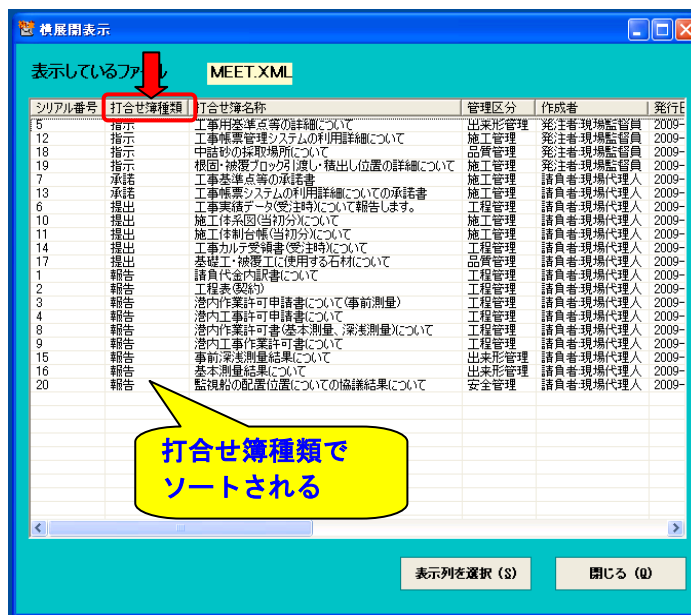 横展開表示
表示しているファイル MEET.XML
シリアル番号 打合せ簿種類 打合せ簿名称 管理区分 作成者 発行日
5 指示 工事用基準点等の詳細について 出来形管理 発注者:現場監督員 2009-
12 指示 工事帳票管理システムの利用詳細について 施工管理 発注者:現場監督員 2009-
18 指示 中詰砂の採取場所について 品質管理 発注者:現場監督員 2009-
19 指示 根固・被覆ブロック引渡し・積出し位置の詳細について 施工管理 発注者:現場監督員 2009-
7 承諾 工事基準点等の承諾書 施工管理 請負者:現場代理人 2009-
13 承諾 工事帳票システムの利用詳細についての承諾書 施工管理 請負者:現場代理人 2009-
6 提出 工事実績データ(受注時)について報告します。 工程管理 請負者:現場代理人 2009-
10 提出 施工体系図(当初分)について 施工管理 請負者:現場代理人 2009-
11 提出 施工体制台帳(当初分)について 施工管理 請負者:現場代理人 2009-
14 提出 工事カルテ受領書(受注時)について 工程管理 請負者:現場代理人 2009-
17 提出 基礎工・被覆工に使用する石材について 品質管理 請負者:現場代理人 2009-
1 報告 請負代金内訳書について 工程管理 請負者:現場代理人 2009-
2 報告 工程表(契約) 工程管理 請負者:現場代理人 2009-
3 報告 港内作業許可申請書について(事前測量) 工程管理 請負者:現場代理人 2009-
4 報告 港内工事許可申請書について 工程管理 請負者:現場代理人 2009-
8 報告 港内作業許可書(基本測量、深浅測量)について 工程管理 請負者:現場代理人 2009-
9 報告 港内工事作業許可書について 工程管理 請負者:現場代理人 2009-
15 報告 事前深浅測量結果について 出来形管理 請負者:現場代理人 2009-
16 報告 基本測量結果について 出来形管理 請負者:現場代理人 2009-
20 報告 監視船の配置位置についての協議結果について 安全管理 請負者:現場代理人 2009-
打合せ簿種類で
ソートされる
表示列を選択 (S) 閉じる (Q)